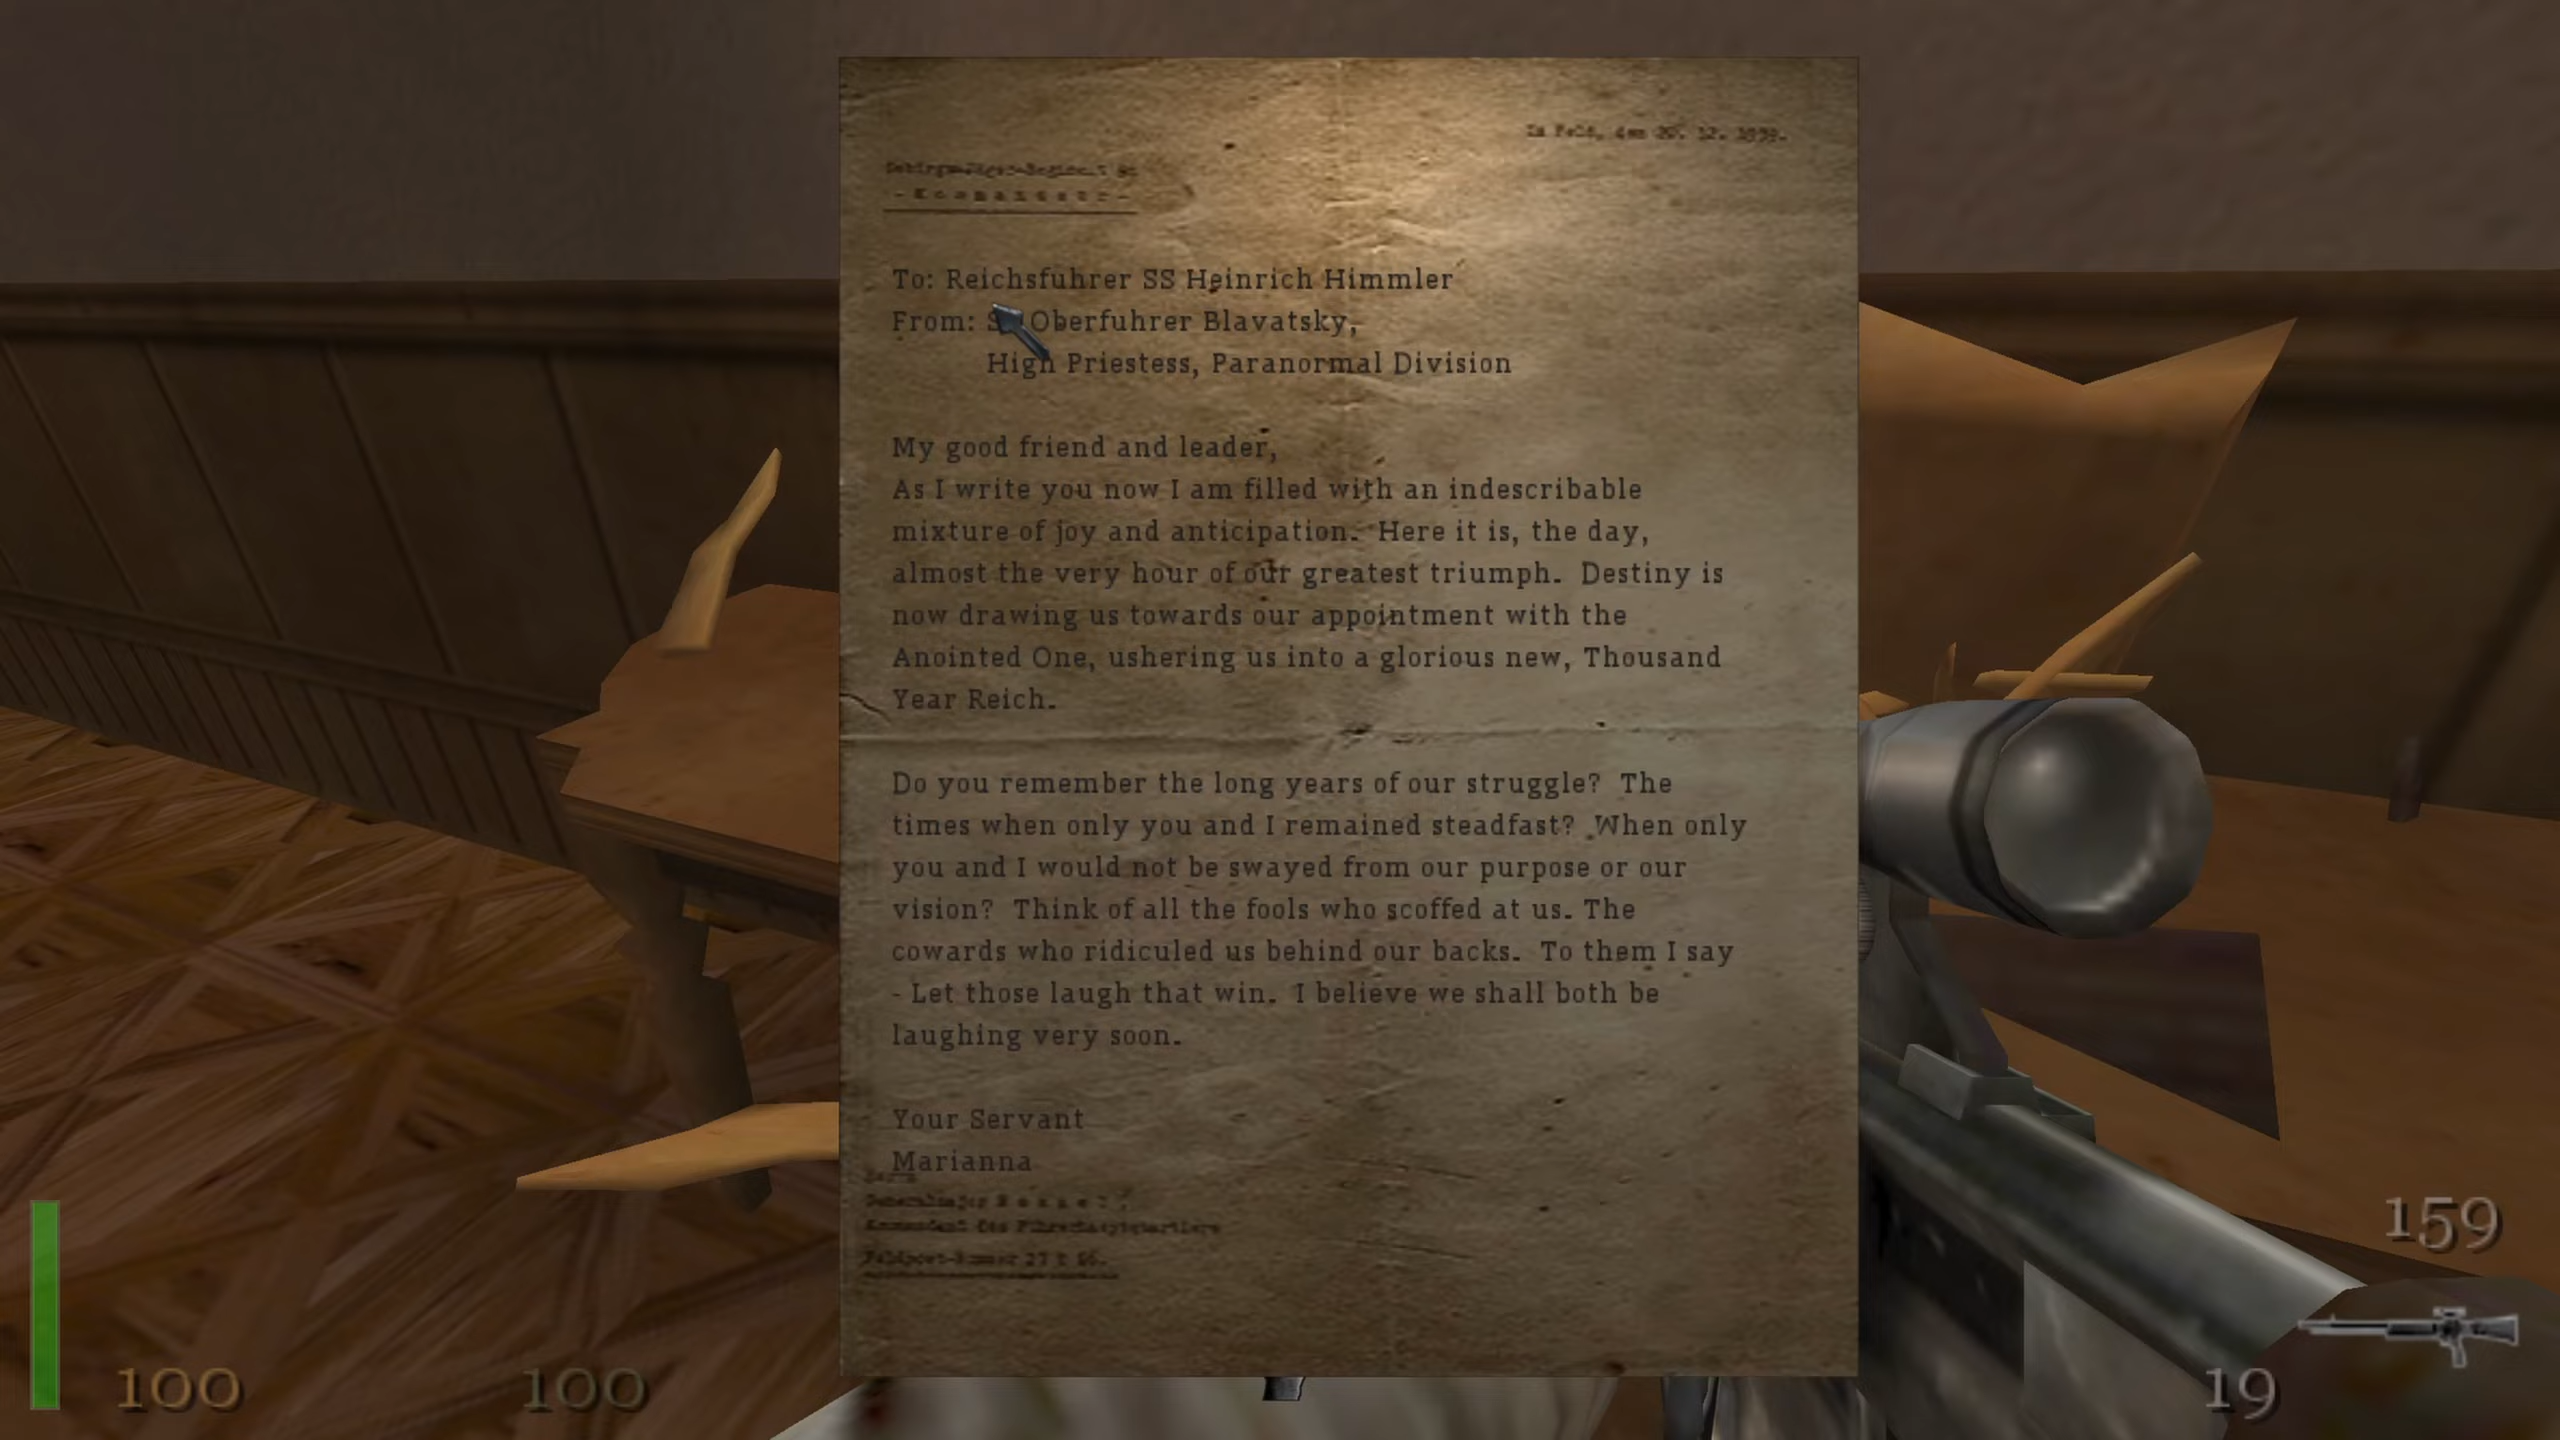 In Feld, den 20. 12. 1939.
To: Reichsfuhrer SS Heinrich Himmler
From: Oberfuhrer Blavatsky,
High Priestess, Paranormal Division
My good friend and leader,
As I write you now I am filled with an indescribable
mixture of joy and anticipation. Here it is, the day,
almost the very hour of our greatest triumph. Destiny is
now drawing us towards our appointment with the
Anointed One, ushering us into a glorious new, Thousand
Year Reich.
Do you remember the long years of our struggle? The
times when only you and I remained steadfast? When only
you and I would not be swayed from our purpose or our
vision? Think of all the fools who scoffed at us. The
cowards who ridiculed us behind our backs. To them I say
- Let those laugh that win. I believe we shall both be
laughing very soon.
Your Servant
Marianna
159
100
100
19